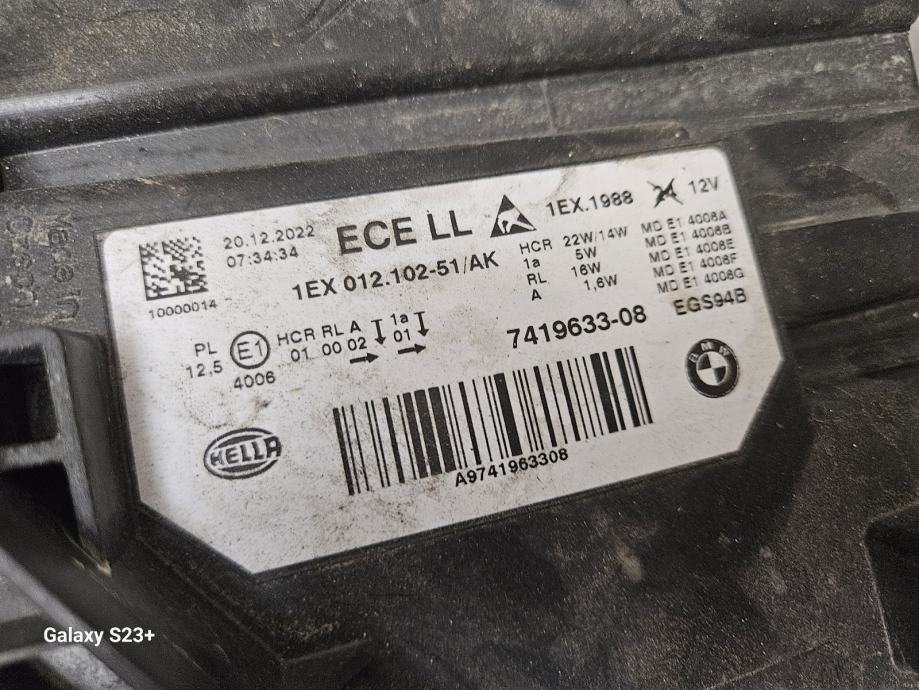 20.12.2022
07:34:34
ECE LL
1EX.1988
12V
1EX 012.102-51/AK
10000014
HCR 22W/14W
1a 5W
RL 16W
A 1,6W
MD E1 4008A
MD E1 4008B
MD E1 4008E
MD E1 4008F
MD E1 4008G
EGS94B
PL
12,5
E1
4006
HCR RL A 1a
01 00 02 01
7419633-08
BMW
HELLA
A9741963308
Galaxy S23+